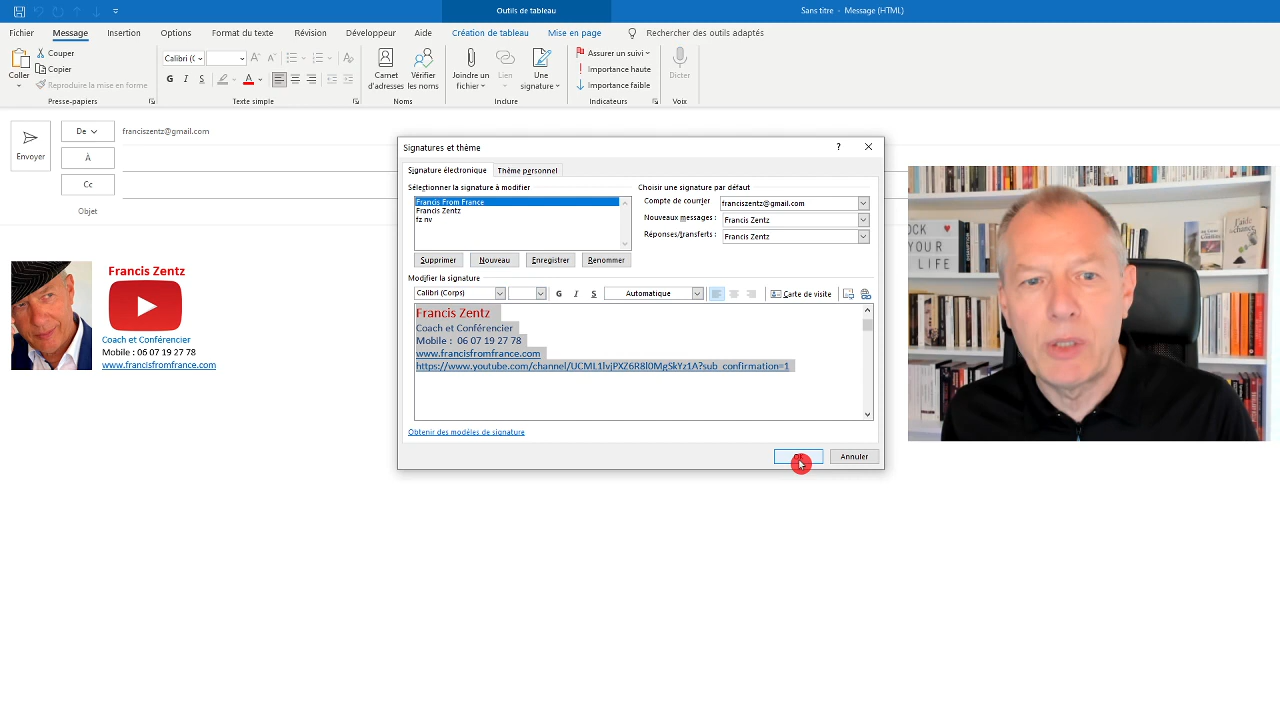 Outils de tableau
Sans titre - Message (HTML)
Fichier Message Insertion Options Format du texte Révision Développeur Aide Création de tableau Mise en page Rechercher des outils adaptés
Coller
Couper
Copier
Reproduira la mise en forme
Presse-papiers
Calibri (C
G I S A
Texte simple
Carnet d'adresses
Vérifier les noms
Noms
Joindre un fichier
Lien
Une signature
Indure
Assurer un suivi
Importance haute
Importance faible
Indicateurs
Dicter
Voix
Envoyer
De franciszentz@gmail.com
À
Cc
Objet
Francis Zentz
Coach et Conférencier
Mobile : 06 07 19 27 78
www.francisfromfrance.com
Signatures et thème ?
Signature électronique Thème personnel
Sélectionner la signature à modifier
Francis From France
Francis Zentz
fz nv
Supprimer Nouveau Enregistrer Renommer
Choisir une signature par défaut
Compte de courrier franciszentz@gmail.com
Nouveaux messages : Francis Zentz
Réponses/transferts : Francis Zentz
Modifier la signature
Calibri (Corps) G I S Automatique Carte de visite
Francis Zentz
Coach et Conférencier
Mobile : 06 07 19 27 78
www.francisfromfrance.com
https://www.youtube.com/channel/UCML1lvjPXZ6R8l0MgSkYz1A?sub_confirmation=1
Obtenir des modèles de signature
Annuler
OCK
YOUR
LIFE
l'aide
chance